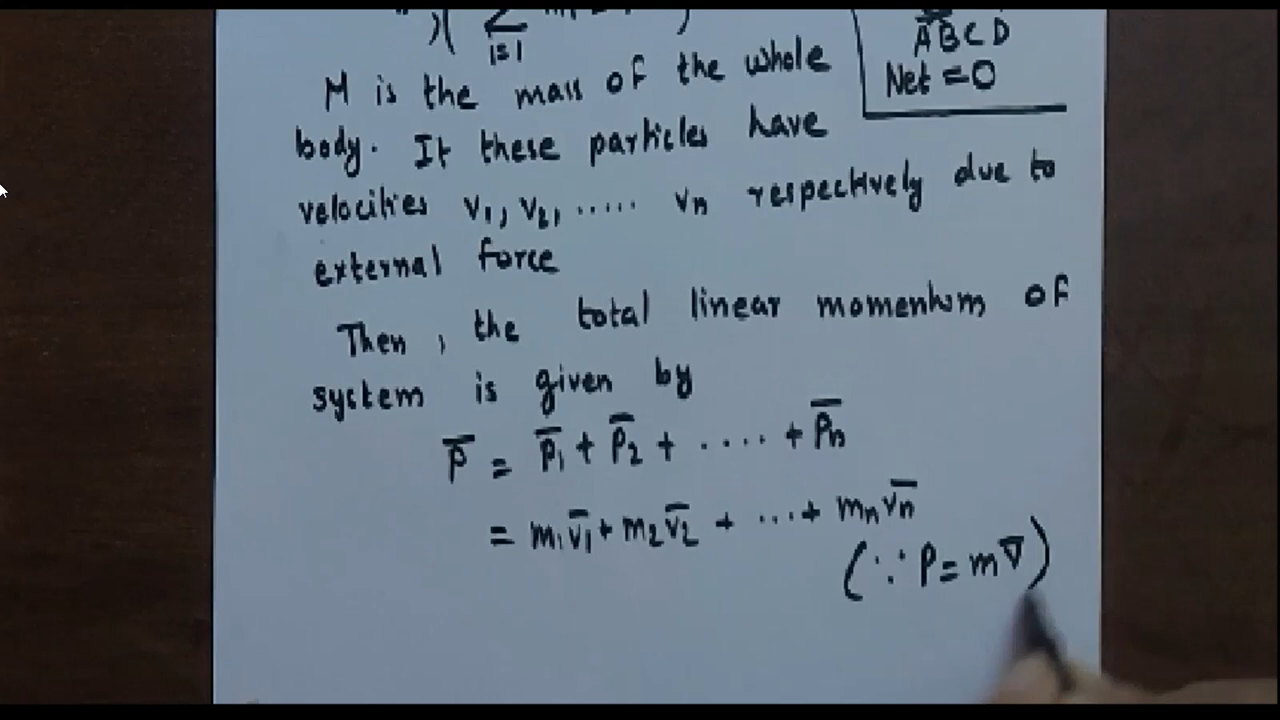 i=1
A B C D
Net = 0
M is the mass of the whole
body. If these particles have
velocities v₁, v₂, ..... vn respectively due to
external force
Then, the total linear momentum of
system is given by
P̅ = P̅₁ + P̅₂ + ..... + P̅n
= m₁v̅₁ + m₂v̅₂ + ...+ mnv̅n
(∵ P = mv̅)